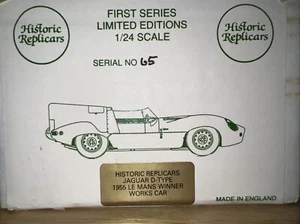 FIRST SERIES
LIMITED EDITIONS
1/24 SCALE
Historic
Replicars
Historic
Replicars
SERIAL NO 65
HISTORIC REPLICARS
JAGUAR D-TYPE
1955 LE MANS WINNER
WORKS CAR
MADE IN ENGLAND